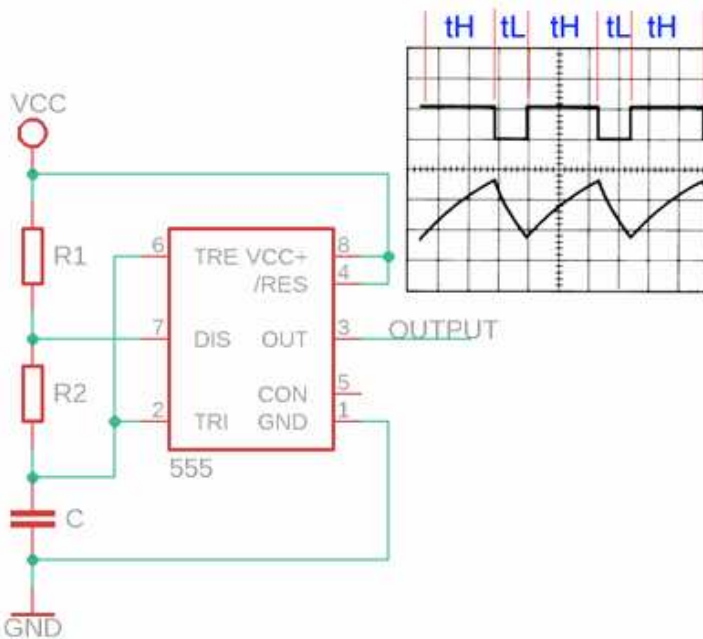 tH tL tH tL tH
VCC
R1
6 TRE VCC+ 8
/RES 4
7 DIS OUT 3 OUTPUT
R2
CON 5
2 TRI GND 1
555
C
GND